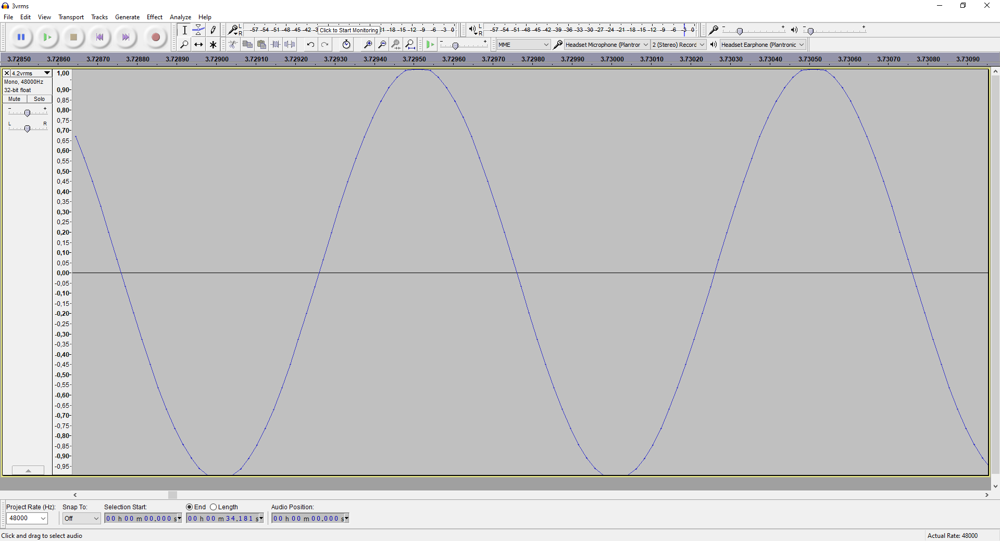 3vrms
File Edit View Transport Tracks Generate Effect Analyze Help
L
R
-57 -54 -51 -48 -45 -42 -3 Click to Start Monitoring 21 -18 -15 -12 -9 -6 -3 0
L
R
-57 -54 -51 -48 -45 -42 -39 -36 -33 -30 -27 -24 -21 -18 -15 -12 -9 -6 -3 0
- + - +
- + MME Headset Microphone (Plantror 2 (Stereo) Record Headset Earphone (Plantronic
3.72850 3.72860 3.72870 3.72880 3.72890 3.72900 3.72910 3.72920 3.72930 3.72940 3.72950 3.72960 3.72970 3.72980 3.72990 3.73000 3.73010 3.73020 3.73030 3.73040 3.73050 3.73060 3.73070 3.73080 3.73090
4.2vrms
Mono, 48000Hz
32-bit float
Mute Solo
- +
L R
1,00
0,90
0,85
0,80
0,75
0,70
0,65
0,60
0,55
0,50
0,45
0,40
0,35
0,30
0,25
0,20
0,15
0,10
0,05
0,00
-0,05
-0,10
-0,15
-0,20
-0,25
-0,30
-0,35
-0,40
-0,45
-0,50
-0,55
-0,60
-0,65
-0,70
-0,75
-0,80
-0,85
-0,90
-0,95
Project Rate (Hz): Snap To: Selection Start: End Length Audio Position:
48000 Off 00 h 00 m 00.000 s 00 h 00 m 34.181 s 00 h 00 m 00.000 s
Click and drag to select audio Actual Rate: 48000